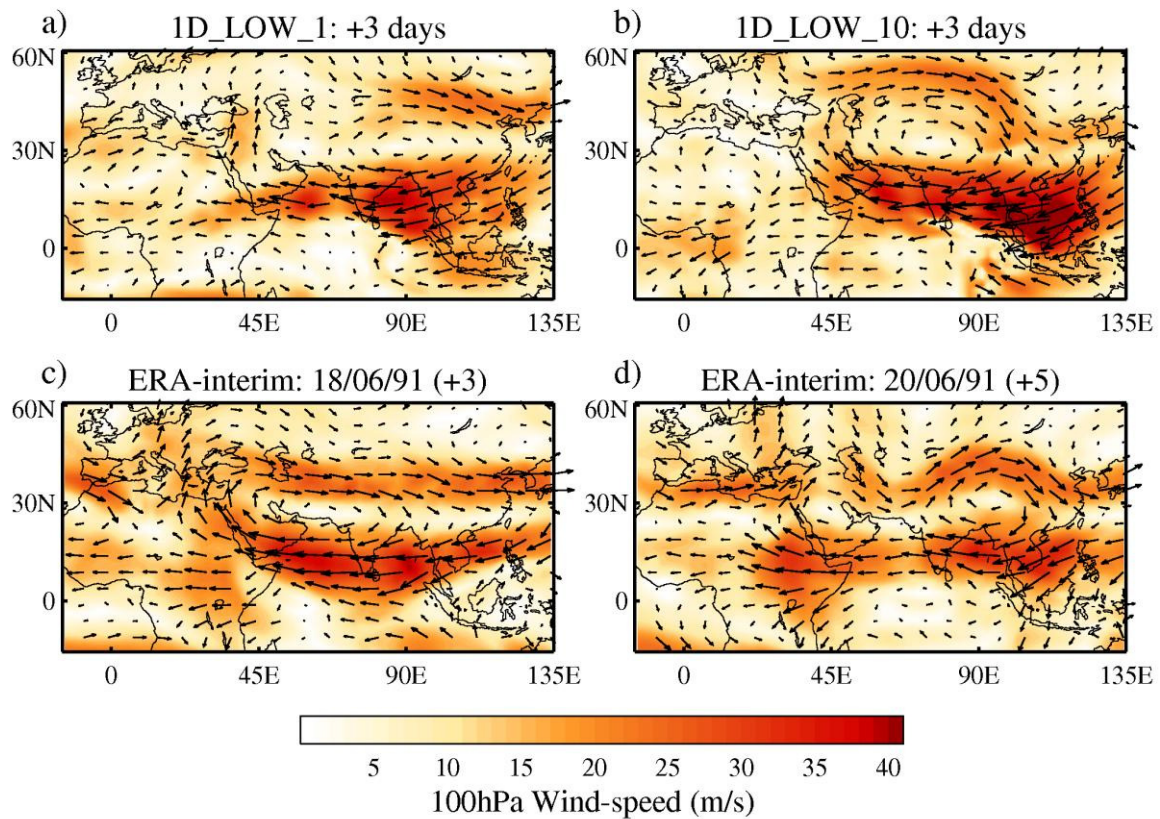 a) 1D_LOW_1: +3 days
b) 1D_LOW_10: +3 days
60N
30N
0
0 45E 90E 135E
60N
30N
0
0 45E 90E 135E
c) ERA-interim: 18/06/91 (+3)
d) ERA-interim: 20/06/91 (+5)
60N
30N
0
0 45E 90E 135E
60N
30N
0
0 45E 90E 135E
5 10 15 20 25 30 35 40
100hPa Wind-speed (m/s)